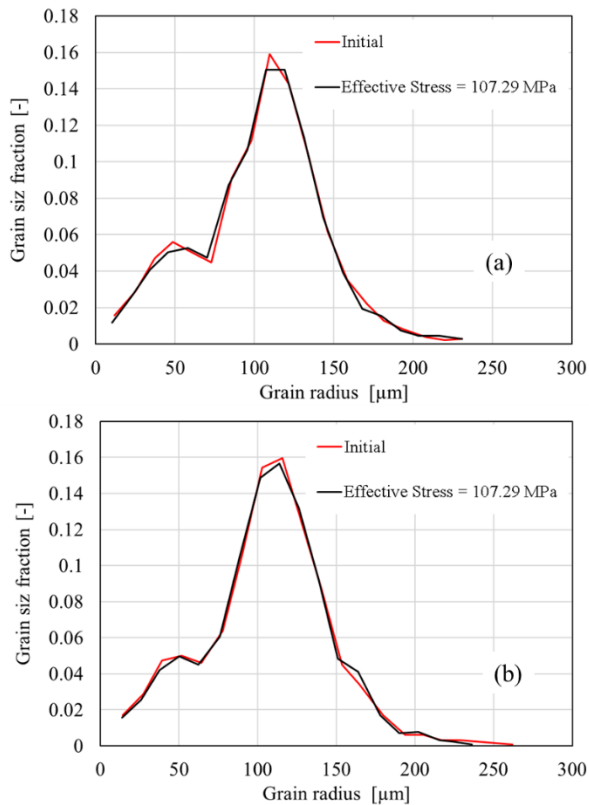 0.18
Initial
0.16
Effective Stress = 107.29 MPa
0.14
0.12
0.1
0.08
0.06
0.04
0.02
0
Grain siz fraction [-]
(a)
0 50 100 150 200 250 300
Grain radius [µm]
0.18
Initial
0.16
Effective Stress = 107.29 MPa
0.14
0.12
0.1
0.08
0.06
0.04
0.02
0
Grain size fraction [-]
(b)
0 50 100 150 200 250 300
Grain radius [µm]